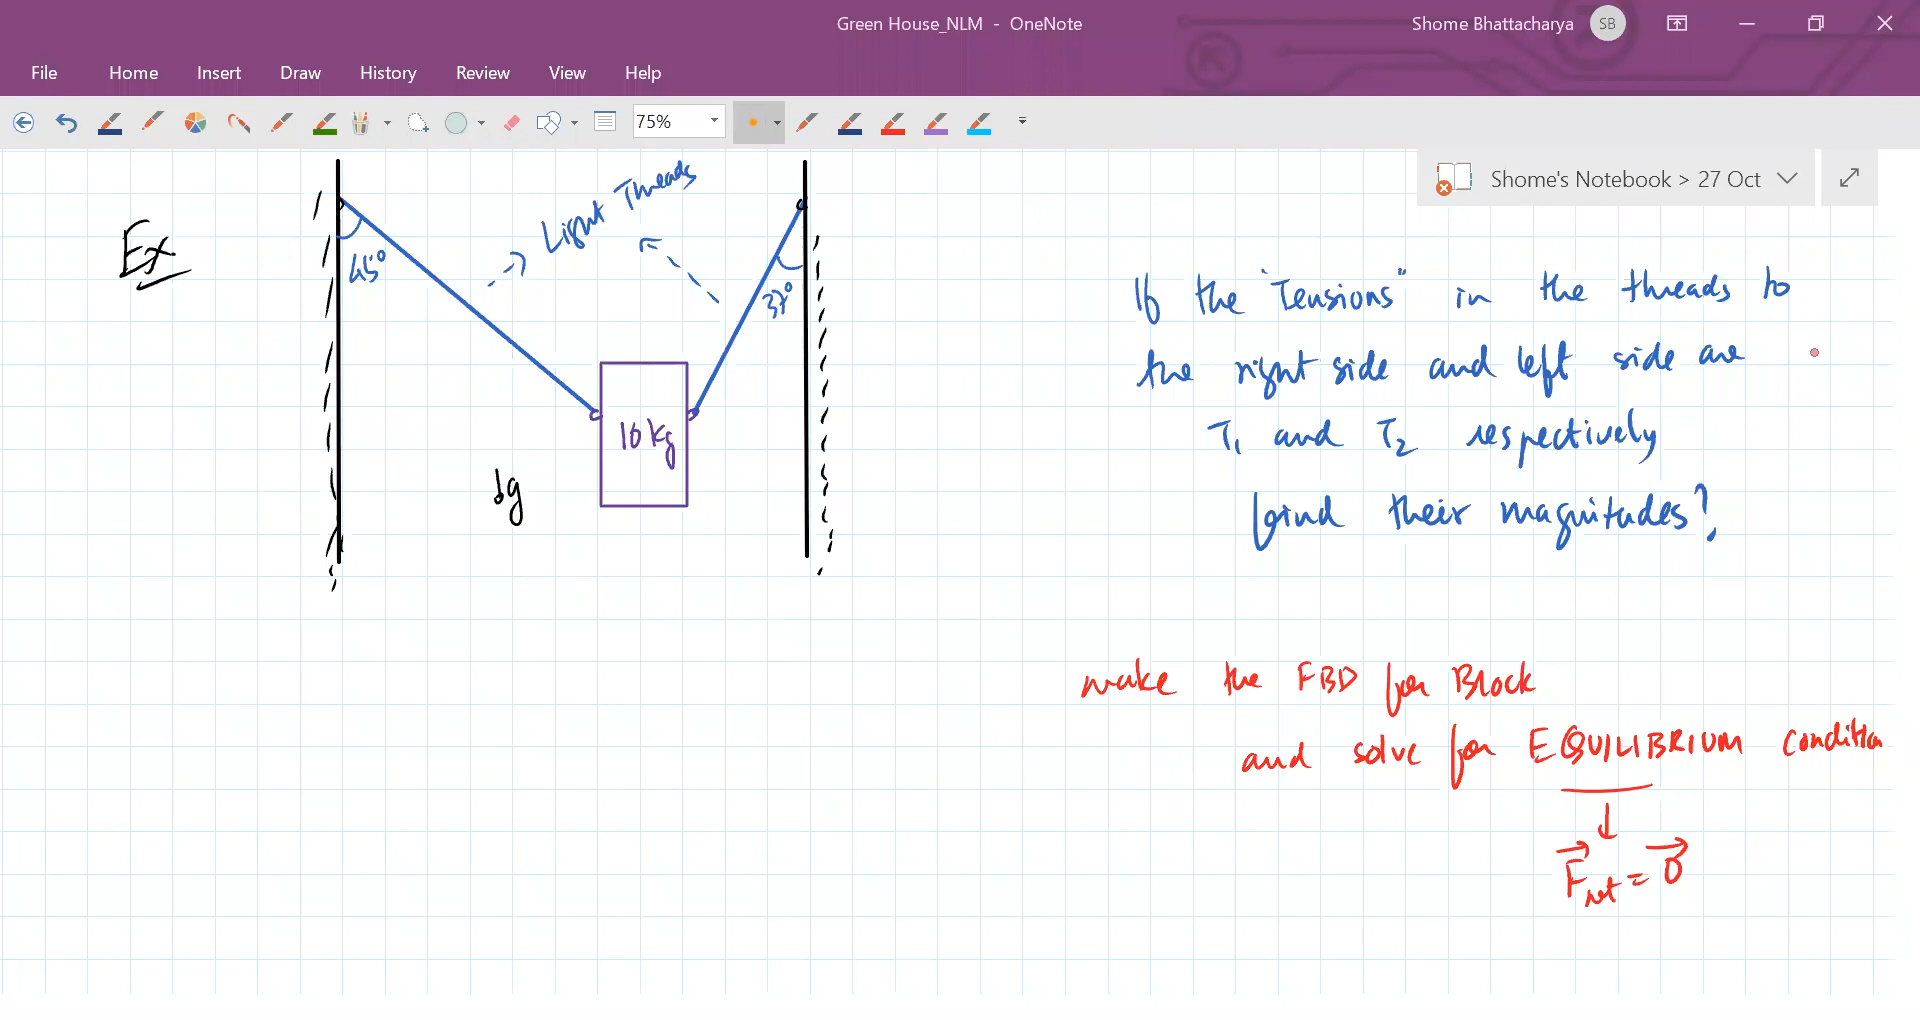 Green House_NLM - OneNote
Shome Bhattacharya
SB
File Home Insert Draw History Review View Help
75%
Shome's Notebook > 27 Oct
Ex
45°
Light Threads
37°
10 kg
↓g
If the "Tensions" in the threads to
the right side and left side are
T₁ and T₂ respectively
find their magnitudes?
make the FBD for Block
and solve for EQUILIBRIUM condition
↓
F⃗net = 0⃗